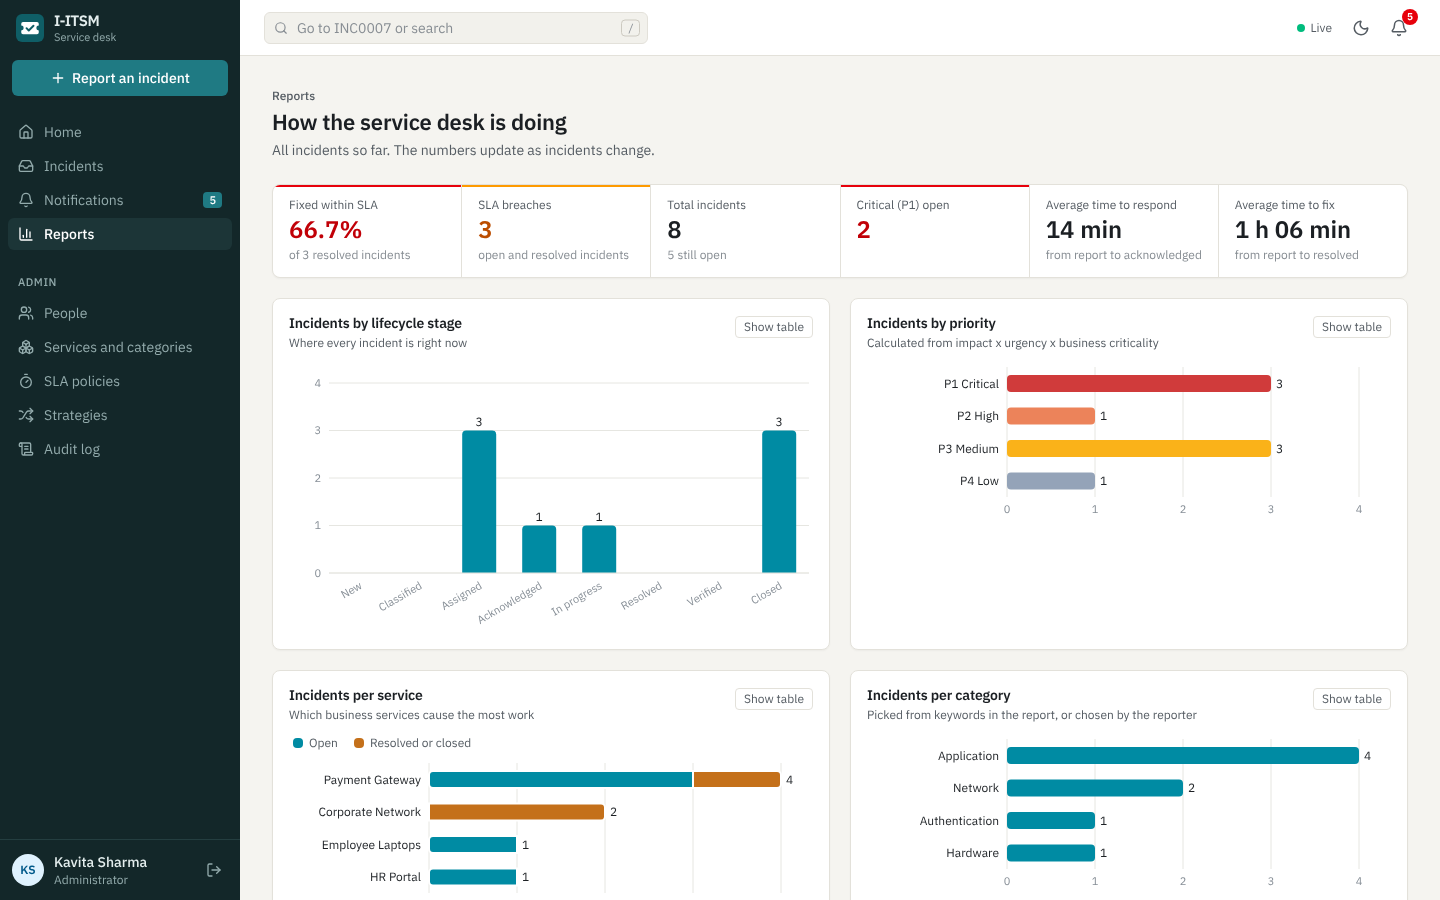 I-ITSM
Service desk
Report an incident
Home
Incidents
Notifications 5
Reports
ADMIN
People
Services and categories
SLA policies
Strategies
Audit log
KS
Kavita Sharma
Administrator
Go to INC0007 or search /
Live
5
Reports
How the service desk is doing
All incidents so far. The numbers update as incidents change.
Fixed within SLA
66.7%
of 3 resolved incidents
SLA breaches
3
open and resolved incidents
Total incidents
8
5 still open
Critical (P1) open
2
Average time to respond
14 min
from report to acknowledged
Average time to fix
1 h 06 min
from report to resolved
Incidents by lifecycle stage
Show table
Where every incident is right now
4
3
2
1
0
3
1
1
3
New
Classified
Assigned
Acknowledged
In progress
Resolved
Verified
Closed
Incidents by priority
Show table
Calculated from impact x urgency x business criticality
P1 Critical 3
P2 High 1
P3 Medium 3
P4 Low 1
0 1 2 3 4
Incidents per service
Show table
Which business services cause the most work
Open Resolved or closed
Payment Gateway 4
Corporate Network 2
Employee Laptops 1
HR Portal 1
Incidents per category
Show table
Picked from keywords in the report, or chosen by the reporter
Application 4
Network 2
Authentication 1
Hardware 1
0 1 2 3 4